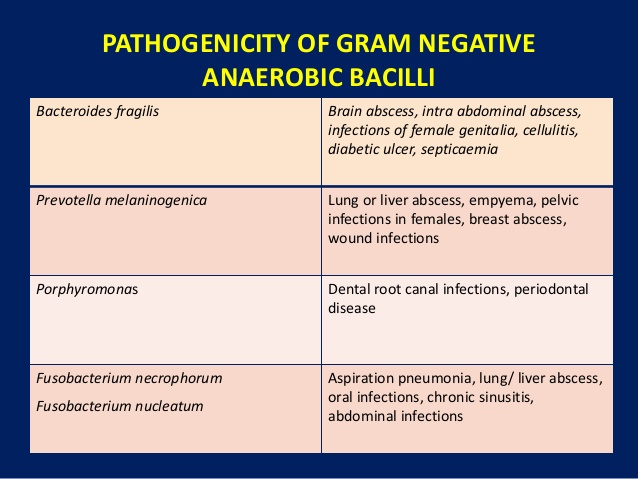 PATHOGENICITY OF GRAM NEGATIVE
ANAEROBIC BACILLI
Bacteroides fragilis
Brain abscess, intra abdominal abscess,
infections of female genitalia, cellulitis,
diabetic ulcer, septicaemia
Prevotella melaninogenica
Lung or liver abscess, empyema, pelvic
infections in females, breast abscess,
wound infections
Porphyromonas
Dental root canal infections, periodontal
disease
Fusobacterium necrophorum
Fusobacterium nucleatum
Aspiration pneumonia, lung/ liver abscess,
oral infections, chronic sinusitis,
abdominal infections